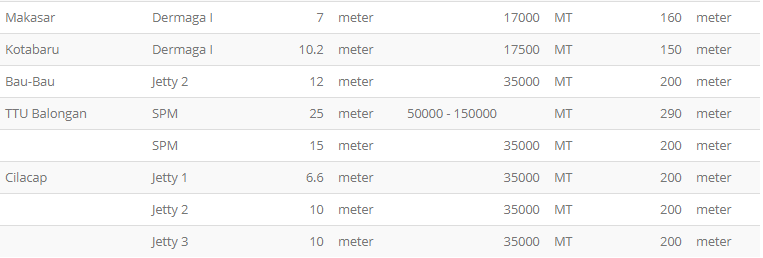 Makasar Dermaga I 7 meter 17000 MT 160 meter
Kotabaru Dermaga I 10.2 meter 17500 MT 150 meter
Bau-Bau Jetty 2 12 meter 35000 MT 200 meter
TTU Balongan SPM 25 meter 50000 - 150000 MT 290 meter
SPM 15 meter 35000 MT 200 meter
Cilacap Jetty 1 6.6 meter 35000 MT 200 meter
Jetty 2 10 meter 35000 MT 200 meter
Jetty 3 10 meter 35000 MT 200 meter